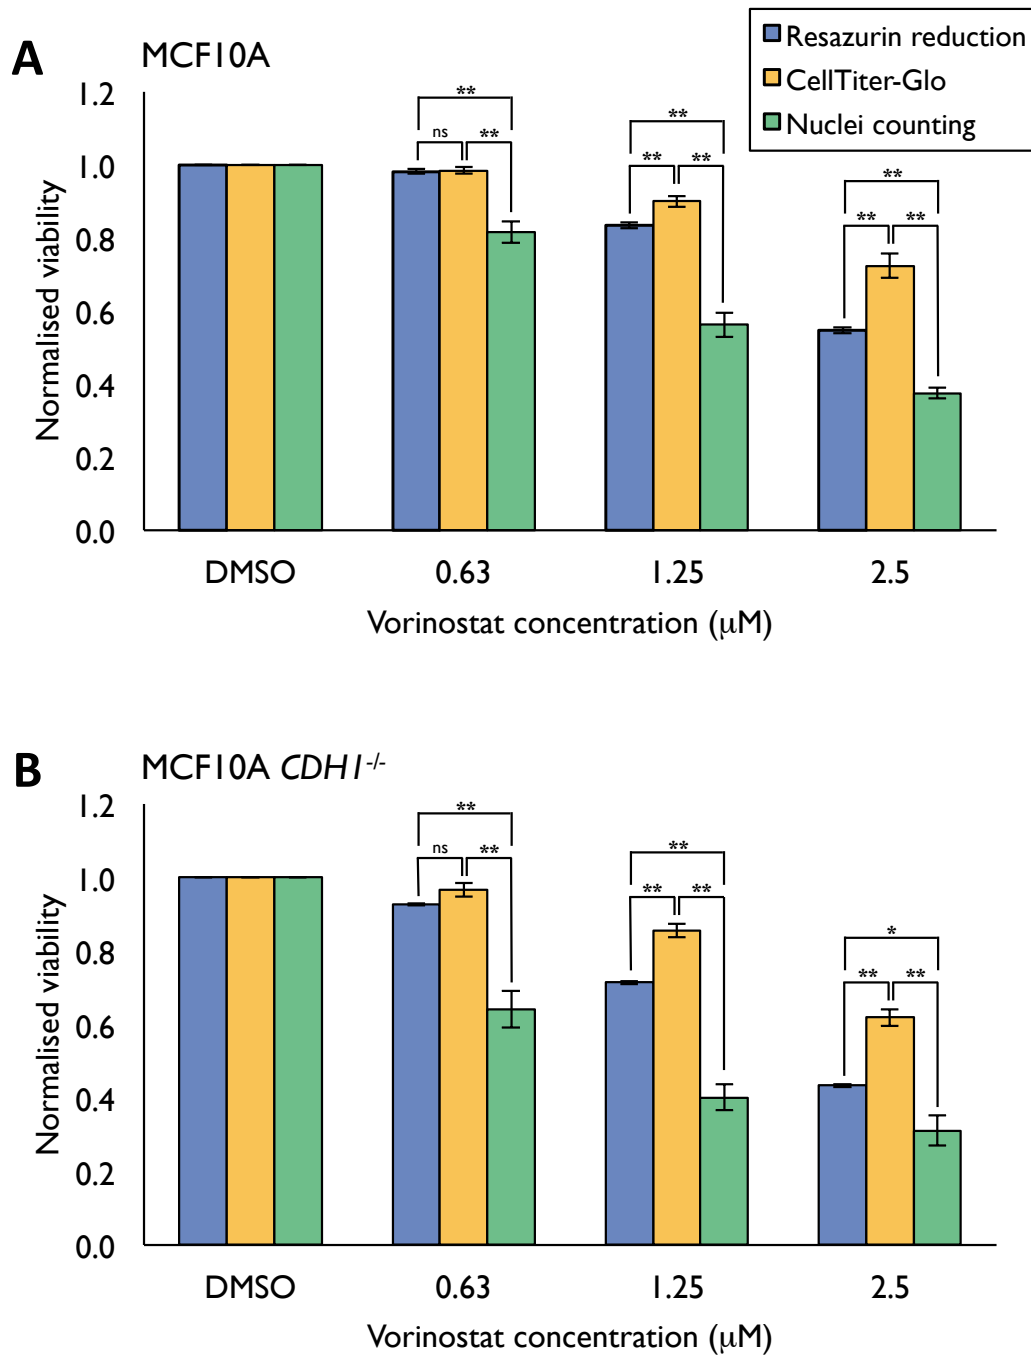 Resazurin reduction
CellTiter-Glo
Nuclei counting
A
MCF10A
Normalised viability
1.2
1.0
0.8
0.6
0.4
0.2
0.0
**
ns
**
**
**
**
**
**
**
DMSO
0.63
1.25
2.5
Vorinostat concentration (μM)
B
MCF10A CDH1-/-
Normalised viability
1.2
1.0
0.8
0.6
0.4
0.2
0.0
**
ns
**
**
**
**
*
**
**
DMSO
0.63
1.25
2.5
Vorinostat concentration (μM)